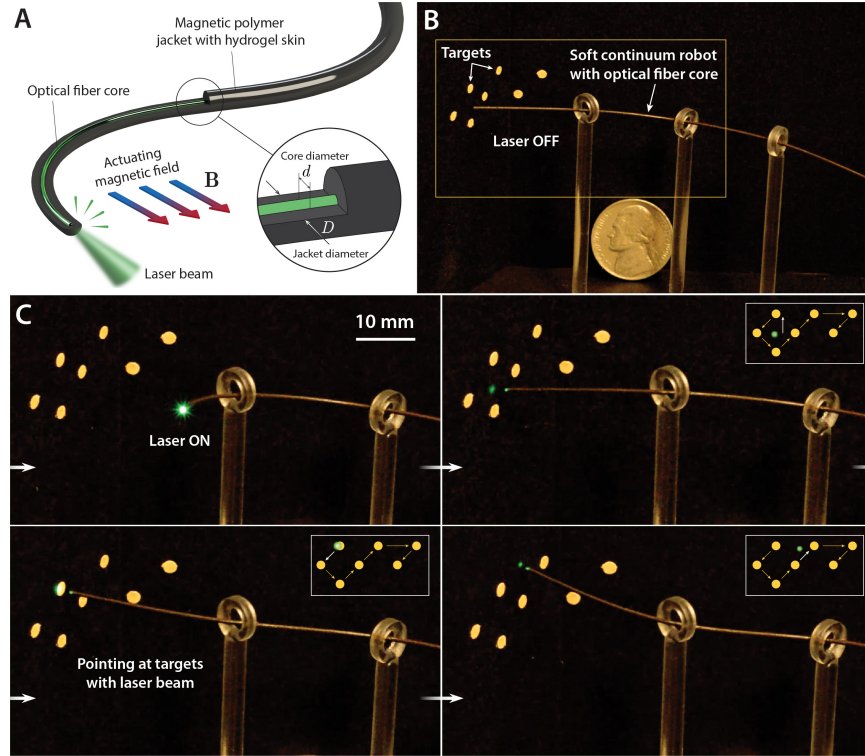 A
Magnetic polymer
jacket with hydrogel skin
Optical fiber core
Actuating
magnetic field
B
Core diameter
d
D
Jacket diameter
Laser beam
B
Targets
Soft continuum robot
with optical fiber core
Laser OFF
C
10 mm
Laser ON
Pointing at targets
with laser beam